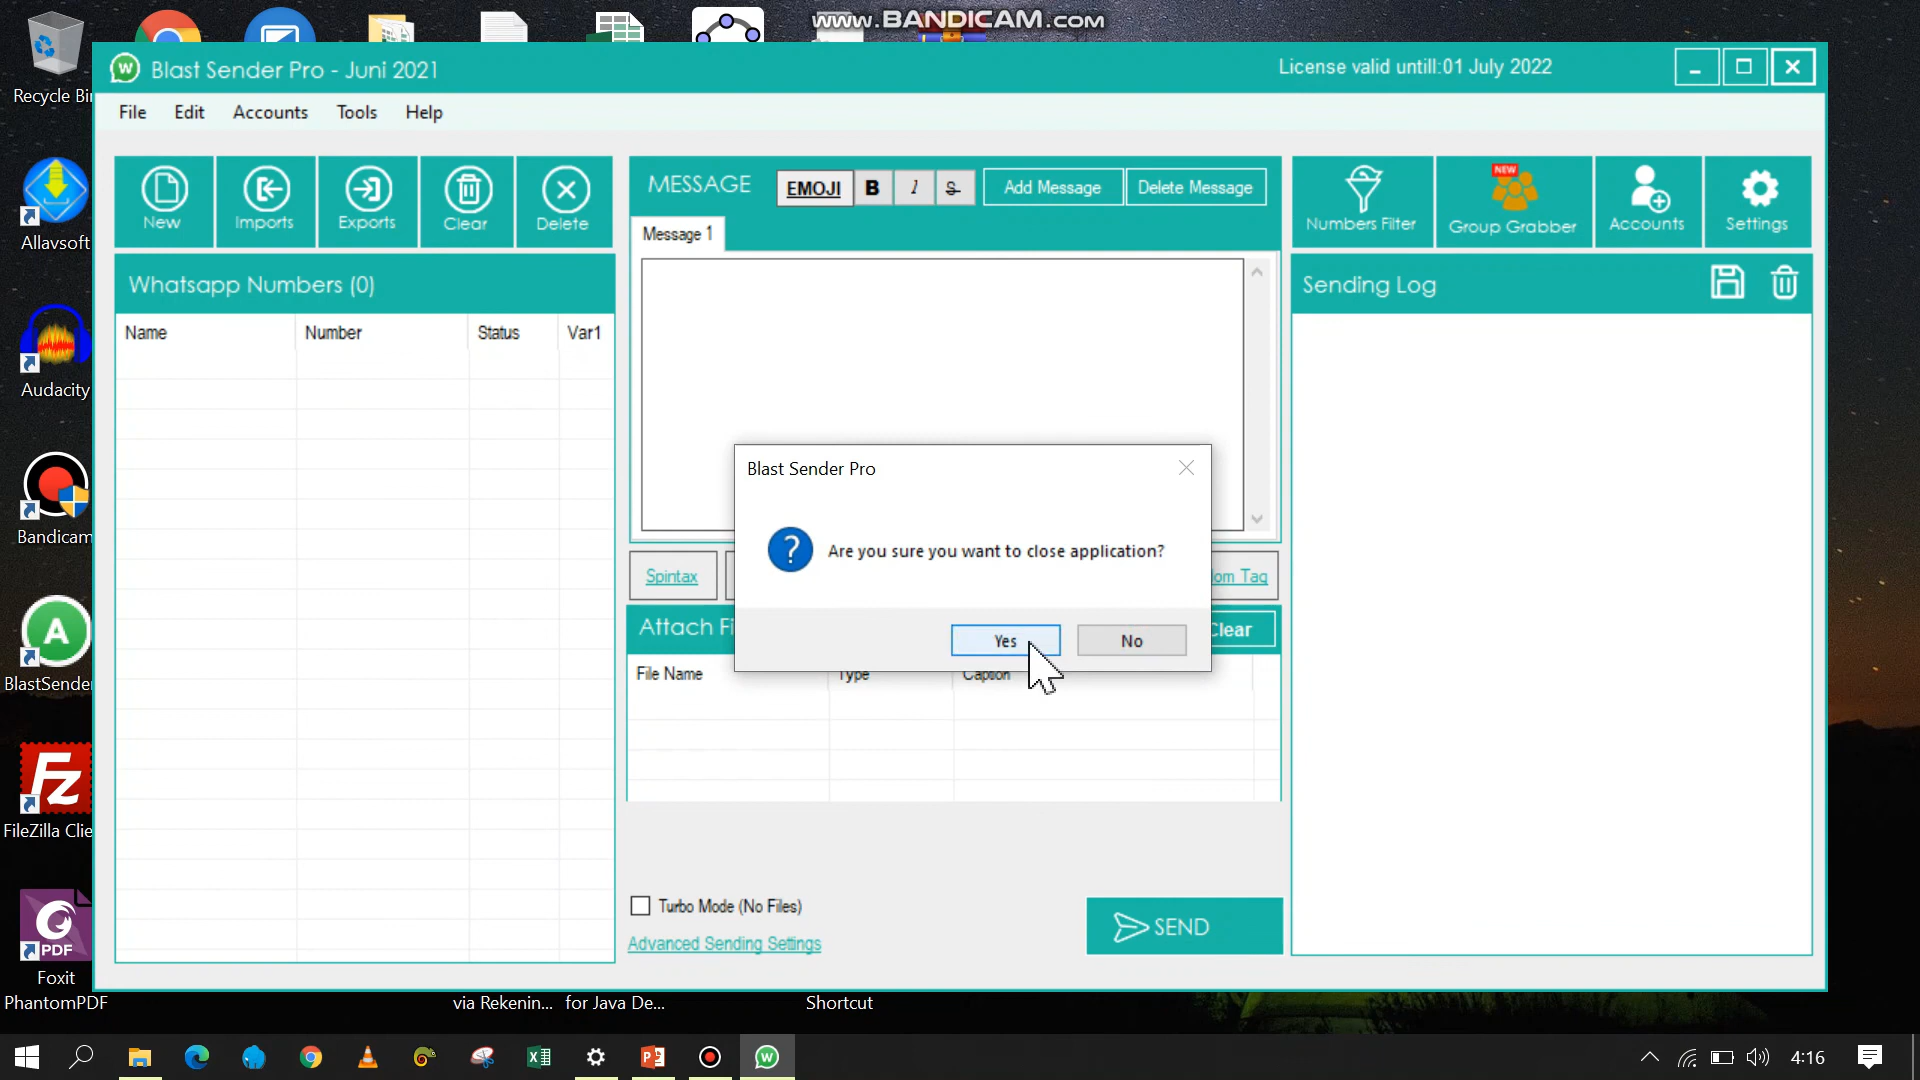 www.BANDICAM.com
Recycle Bi
Blast Sender Pro - Juni 2021
License valid untill:01 July 2022
File Edit Accounts Tools Help
New
Imports
Exports
Clear
Delete
MESSAGE
EMOJI
B
I
S
Add Message
Delete Message
Message 1
NEW
Numbers Filter
Group Grabber
Accounts
Settings
Whatsapp Numbers (0)
Name Number Status Var1
Sending Log
Blast Sender Pro
Are you sure you want to close application?
Yes
No
Spintax
om Tag
Attach Fi
Clear
File Name Type Caption
Turbo Mode (No Files)
Advanced Sending Settings
SEND
Allavsoft
Audacity
Bandicam
A
BlastSende
Fz
FileZilla Clie
PDF
Foxit
PhantomPDF
via Rekenin...
for Java De...
Shortcut
4:16